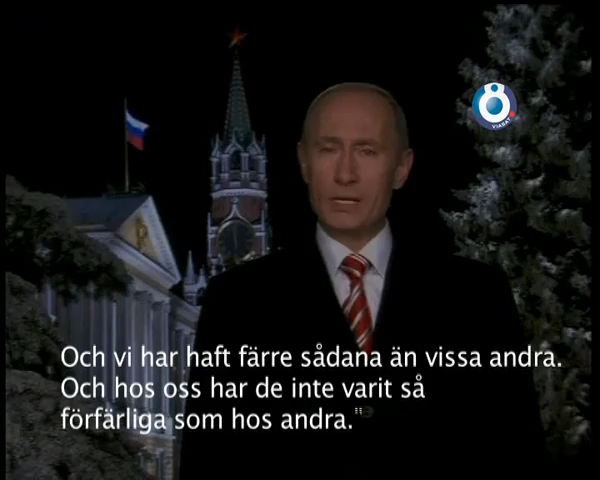 VIASAT
Och vi har haft färre sådana än vissa andra.
Och hos oss har de inte varit så
förfärliga som hos andra."